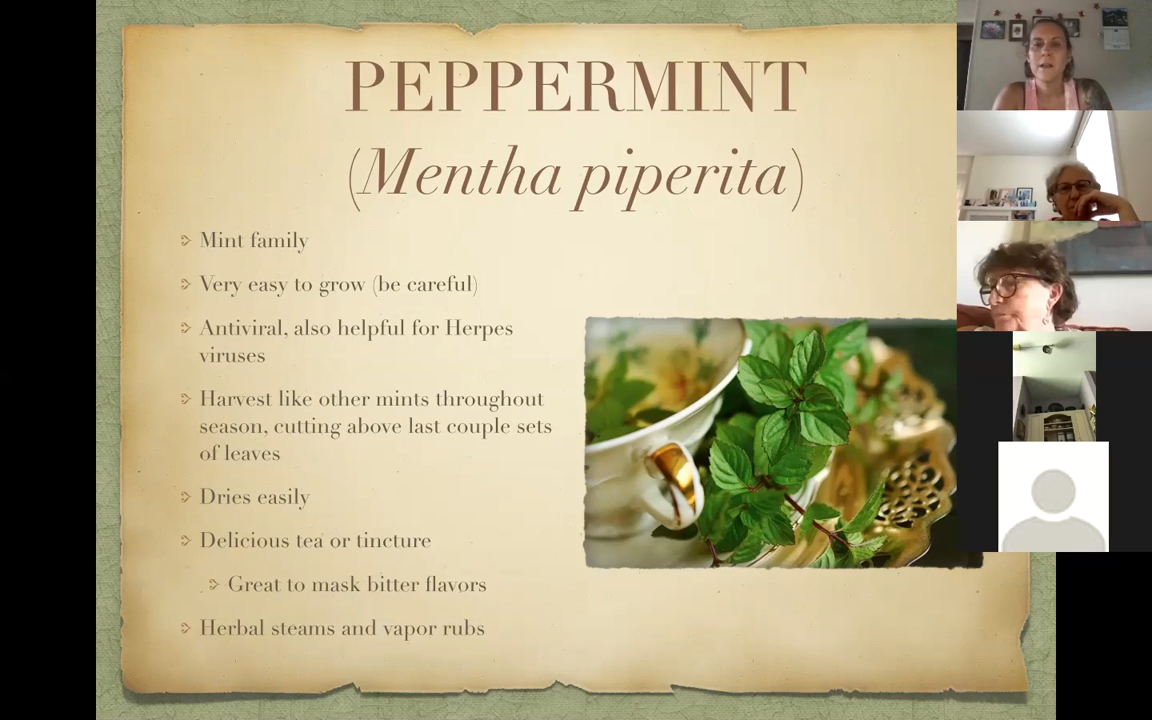 PEPPERMINT
(Mentha piperita)
Mint family
Very easy to grow (be careful)
Antiviral, also helpful for Herpes
viruses
Harvest like other mints throughout
season, cutting above last couple sets
of leaves
Dries easily
Delicious tea or tincture
Great to mask bitter flavors
Herbal steams and vapor rubs